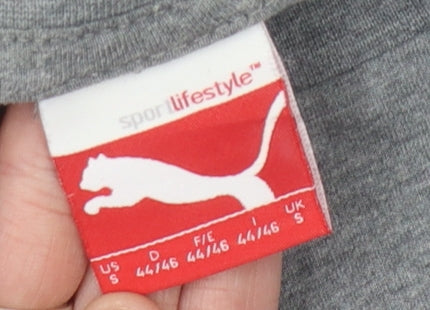 sportlifestyle™
US D F/E I UK
S 44/46 44/46 44/46 S